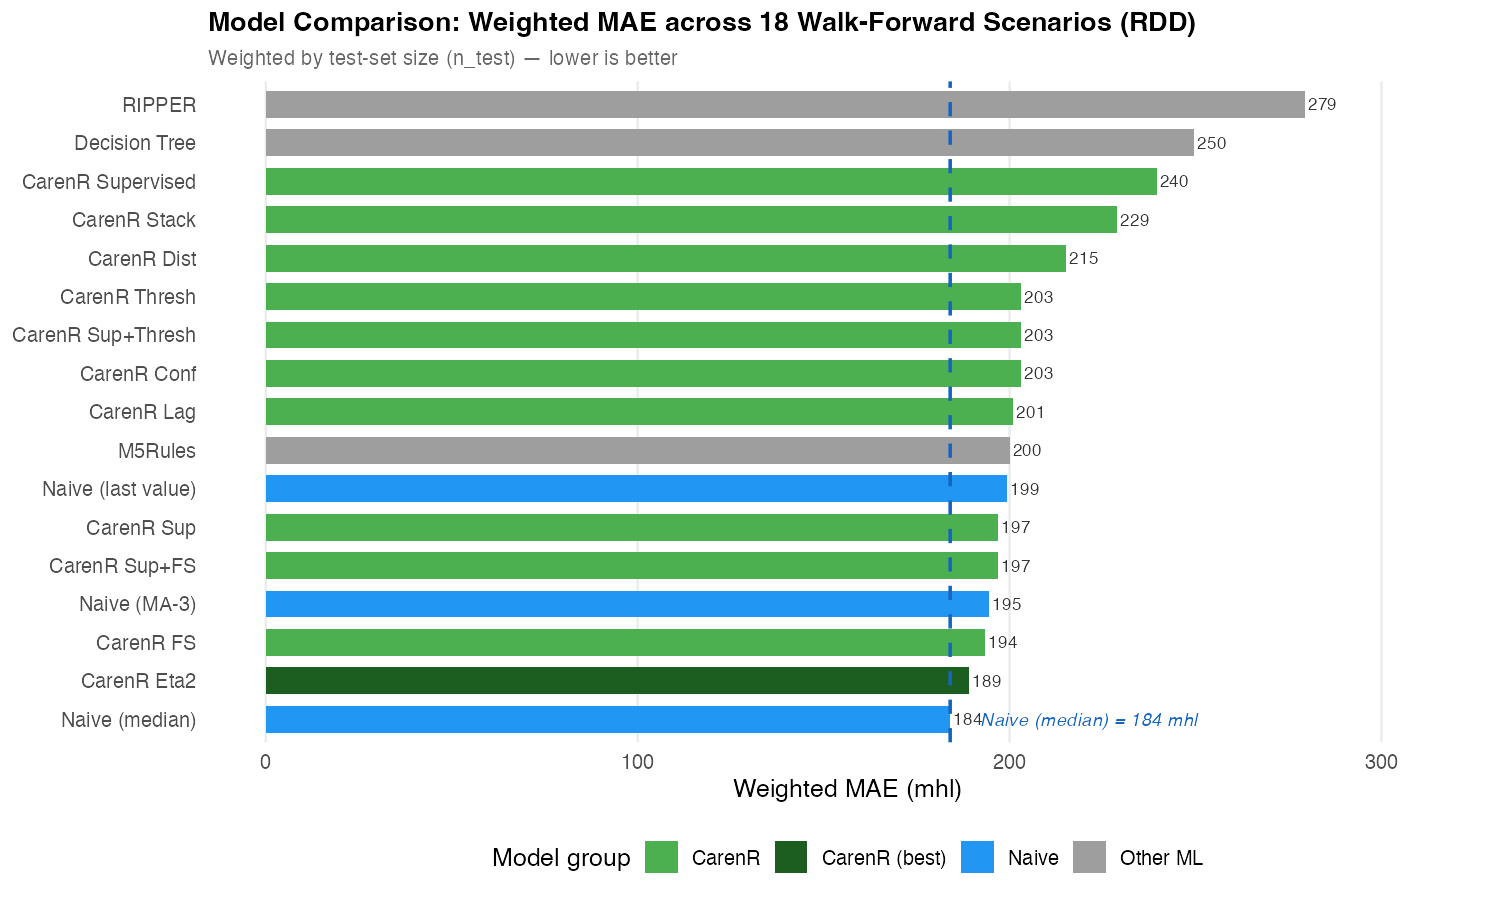 Model Comparison: Weighted MAE across 18 Walk-Forward Scenarios (RDD)
Weighted by test-set size (n_test) — lower is better
RIPPER 279
Decision Tree 250
CarenR Supervised 240
CarenR Stack 229
CarenR Dist 215
CarenR Thresh 203
CarenR Sup+Thresh 203
CarenR Conf 203
CarenR Lag 201
M5Rules 200
Naive (last value) 199
CarenR Sup 197
CarenR Sup+FS 197
Naive (MA-3) 195
CarenR FS 194
CarenR Eta2 189
Naive (median) 184 Naive (median) = 184 mhl
0 100 200 300
Weighted MAE (mhl)
Model group CarenR CarenR (best) Naive Other ML